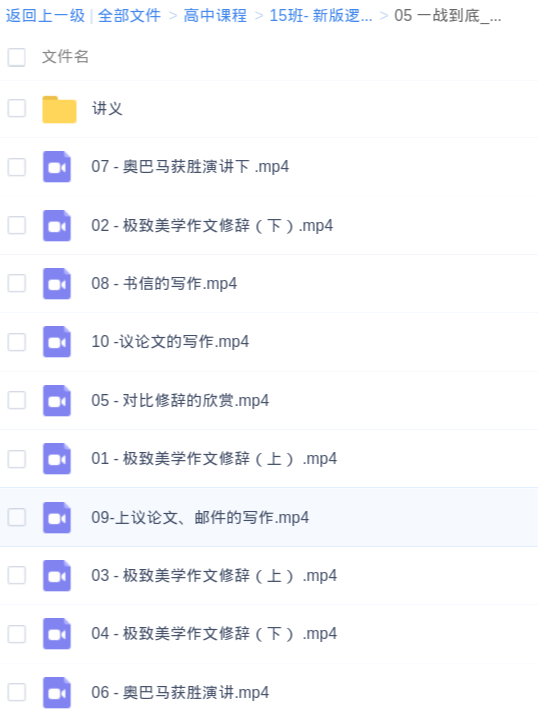 返回上一级 | 全部文件 > 高中课程 > 15班- 新版逻... > 05 一战到底_...
文件名
讲义
07 - 奥巴马获胜演讲下 .mp4
02 - 极致美学作文修辞（下）.mp4
08 - 书信的写作.mp4
10 -议论文的写作.mp4
05 - 对比修辞的欣赏.mp4
01 - 极致美学作文修辞（上） .mp4
09-上议论文、邮件的写作.mp4
03 - 极致美学作文修辞（上） .mp4
04 - 极致美学作文修辞（下） .mp4
06 - 奥巴马获胜演讲.mp4